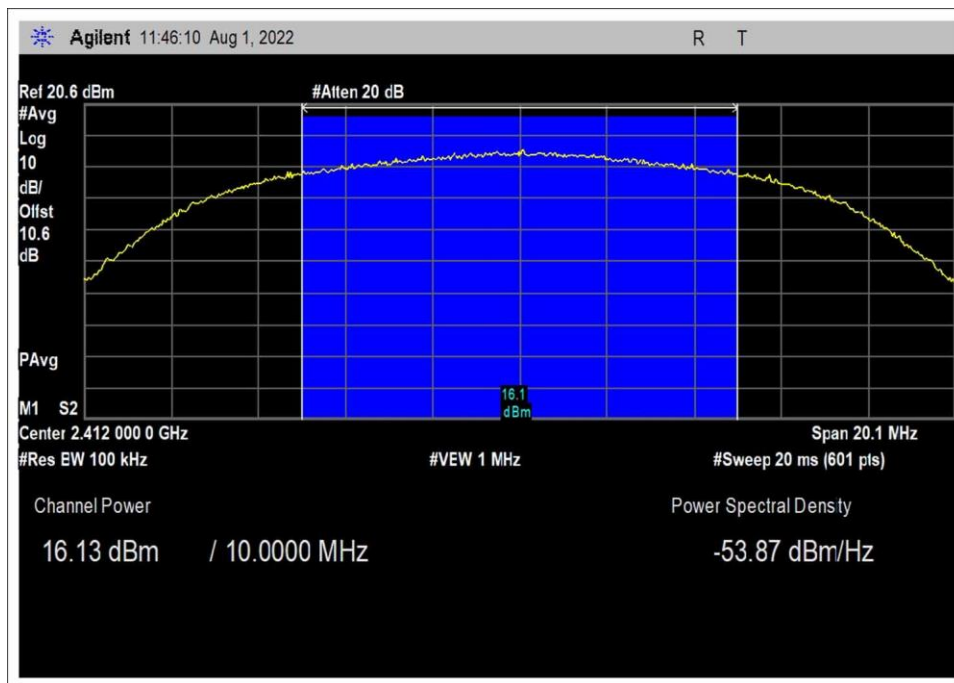 Agilent 11:46:10 Aug 1, 2022 R T
Ref 20.6 dBm #Atten 20 dB
#Avg
Log
10
dB/
Offst
10.6
dB
PAvg
16.1
dBm
M1 S2
Center 2.412 000 0 GHz Span 20.1 MHz
#Res BW 100 kHz #VBW 1 MHz #Sweep 20 ms (601 pts)
Channel Power Power Spectral Density
16.13 dBm / 10.0000 MHz -53.87 dBm/Hz